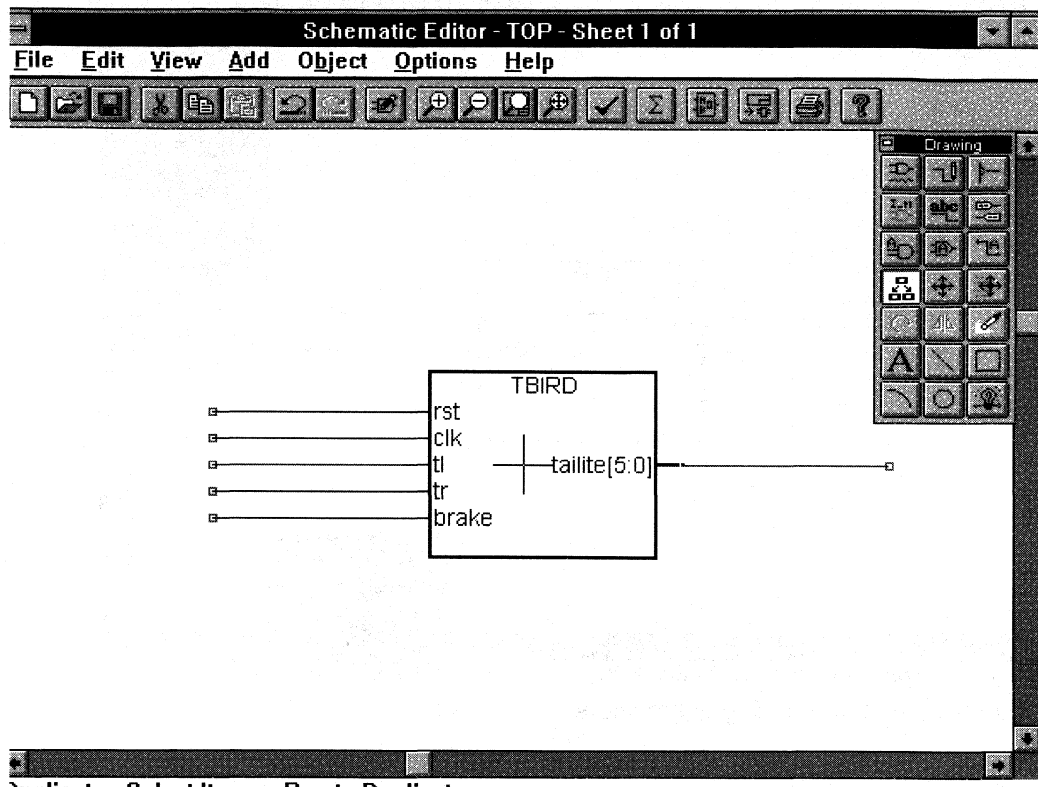 Schematic Editor - TOP - Sheet 1 of 1
File Edit View Add Object Options Help
Drawing
abc
A
TBIRD
rst
clk
tl
tr
brake
tailite[5:0]